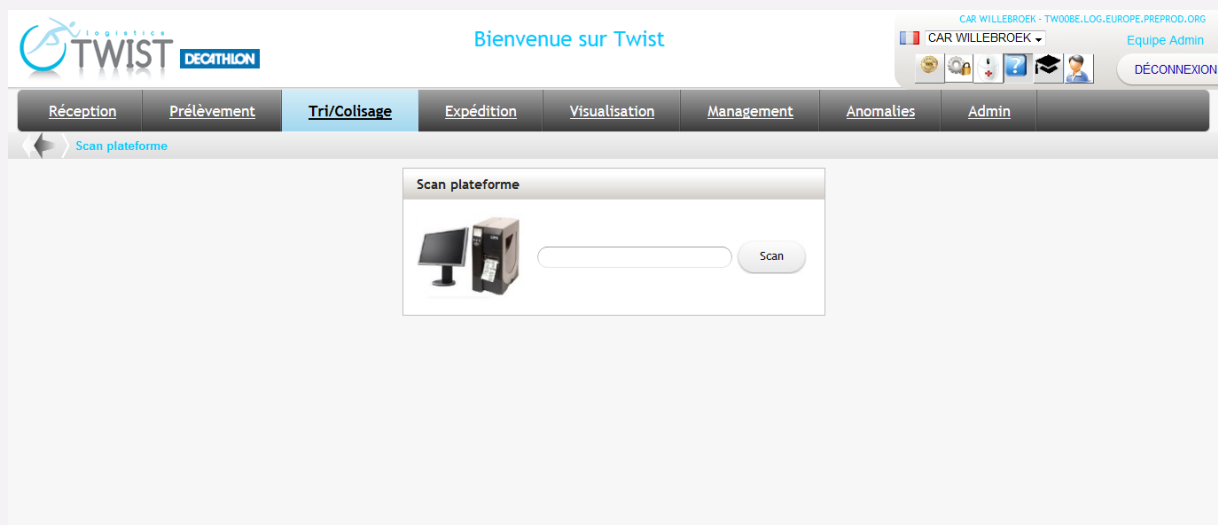 CAR WILLEBROEK - TW00BE.LOG.EUROPE.PREPROD.ORG
logistics
TWIST DECATHLON
Bienvenue sur Twist
CAR WILLEBROEK
Equipe Admin
?
DÉCONNEXION
Réception Prélèvement Tri/Colisage Expédition Visualisation Management Anomalies Admin
Scan plateforme
Scan plateforme
Scan